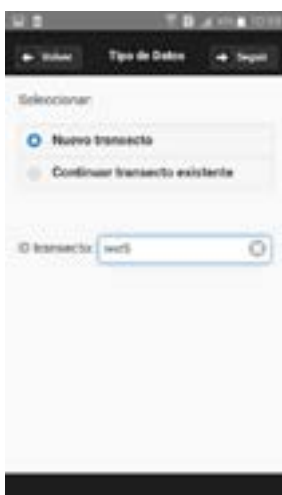 Volver Tipo de Datos Seguir
Seleccionar:
Nuevo transecto
Continuar transecto existente
ID transecto: